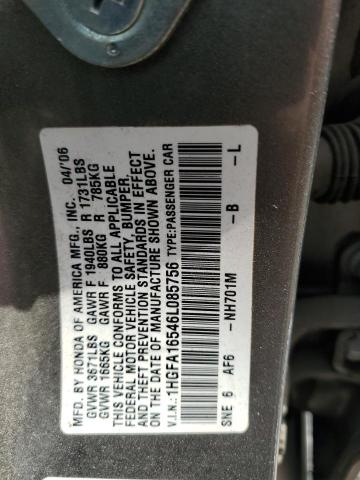 MFD. BY HONDA OF AMERICA MFG., INC. 04/'06
GVWR 3671LBS GAWR F 1940LBS R 1731LBS
GVWR 1665KG GAWR F 880KG R 785KG
THIS VEHICLE CONFORMS TO ALL APPLICABLE
FEDERAL MOTOR VEHICLE SAFETY, BUMPER,
AND THEFT PREVENTION STANDARDS IN EFFECT
ON THE DATE OF MANUFACTURE SHOWN ABOVE.
V.I.N.: 1HGFA16546L085756 TYPE:PASSENGER CAR
SNE 6 AF6 -NH701M -B -L